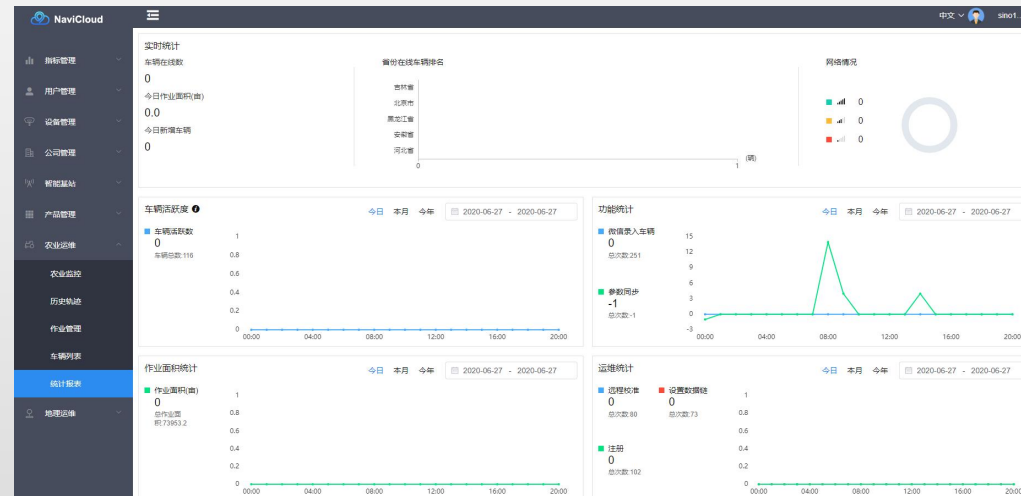 NaviCloud
中文
sino1...
指标管理
用户管理
设备管理
公司管理
智能基站
产品管理
农业运维
农业监控
历史轨迹
作业管理
车辆列表
统计报表
地理运维
实时统计
车辆在线数
0
今日作业面积(亩)
0.0
今日新增车辆
0
省份在线车辆排名
吉林省
北京市
黑龙江省
安徽省
河北省
0 1 (辆)
网络情况
0
0
0
车辆活跃度
今日 本月 今年 2020-06-27 - 2020-06-27
车辆活跃数
0
车辆总数:116
1
0.8
0.6
0.4
0.2
0
00:00 04:00 08:00 12:00 16:00 20:00
功能统计
今日 本月 今年 2020-06-27 - 2020-06-27
微信录入车辆
0
总次数:251
参数同步
-1
总次数:-1
15
12
9
6
3
0
-3
00:00 04:00 08:00 12:00 16:00 20:00
作业面积统计
今日 本月 今年 2020-06-27 - 2020-06-27
作业面积(亩)
0
总作业面
积:73953.2
1
0.8
0.6
0.4
0.2
0
00:00 04:00 08:00 12:00 16:00 20:00
运维统计
今日 本月 今年 2020-06-27 - 2020-06-27
远程校准 设置数据链
0 0
总次数:80 总次数:73
注册
0
总次数:102
1
0.8
0.6
0.4
0.2
0
00:00 04:00 08:00 12:00 16:00 20:00